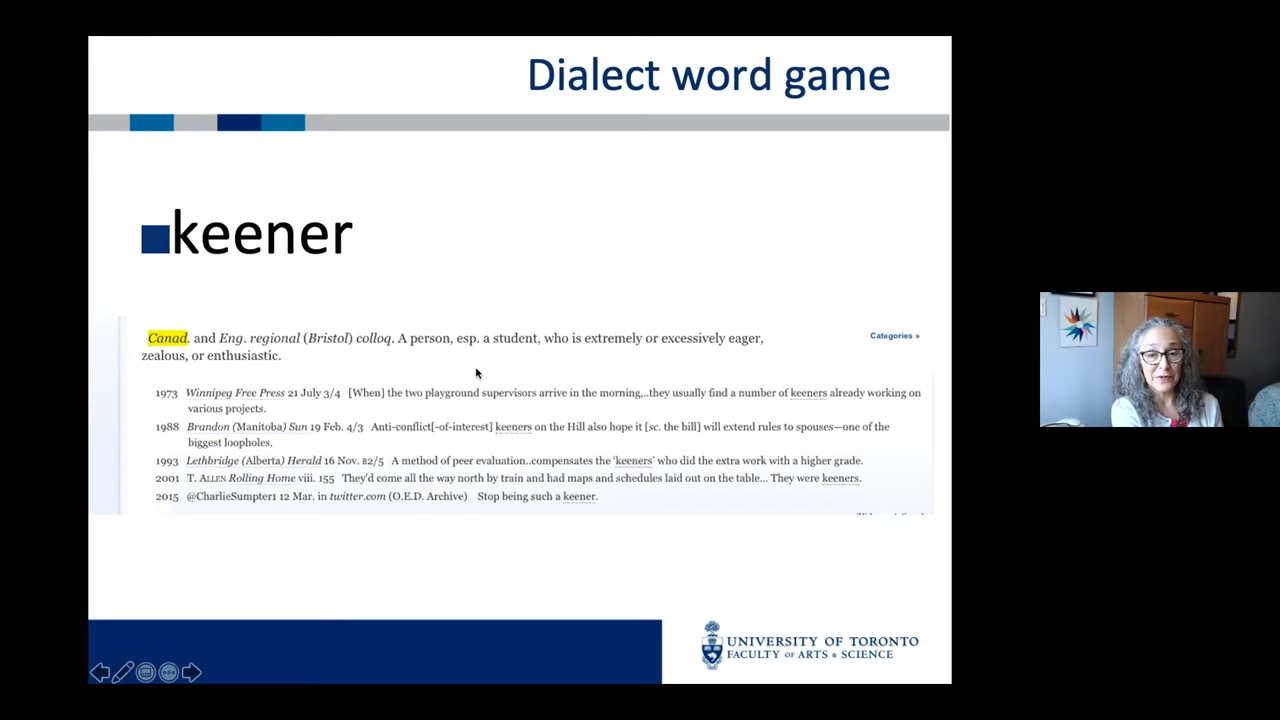 Dialect word game
keener
Canad. and Eng. regional (Bristol) colloq. A person, esp. a student, who is extremely or excessively eager,
zealous, or enthusiastic.
Categories »
1973 Winnipeg Free Press 21 July 3/4 [When] the two playground supervisors arrive in the morning,..they usually find a number of keeners already working on
various projects.
1988 Brandon (Manitoba) Sun 19 Feb. 4/3 Anti-conflict[-of-interest] keeners on the Hill also hope it [sc. the bill] will extend rules to spouses—one of the
biggest loopholes.
1993 Lethbridge (Alberta) Herald 16 Nov. B2/5 A method of peer evaluation..compensates the ‘keeners’ who did the extra work with a higher grade.
2001 T. ALLEN Rolling Home viii. 155 They'd come all the way north by train and had maps and schedules laid out on the table... They were keeners.
2015 @CharlieSumpter1 12 Mar. in twitter.com (O.E.D. Archive) Stop being such a keener.
UNIVERSITY OF TORONTO
FACULTY OF ARTS & SCIENCE